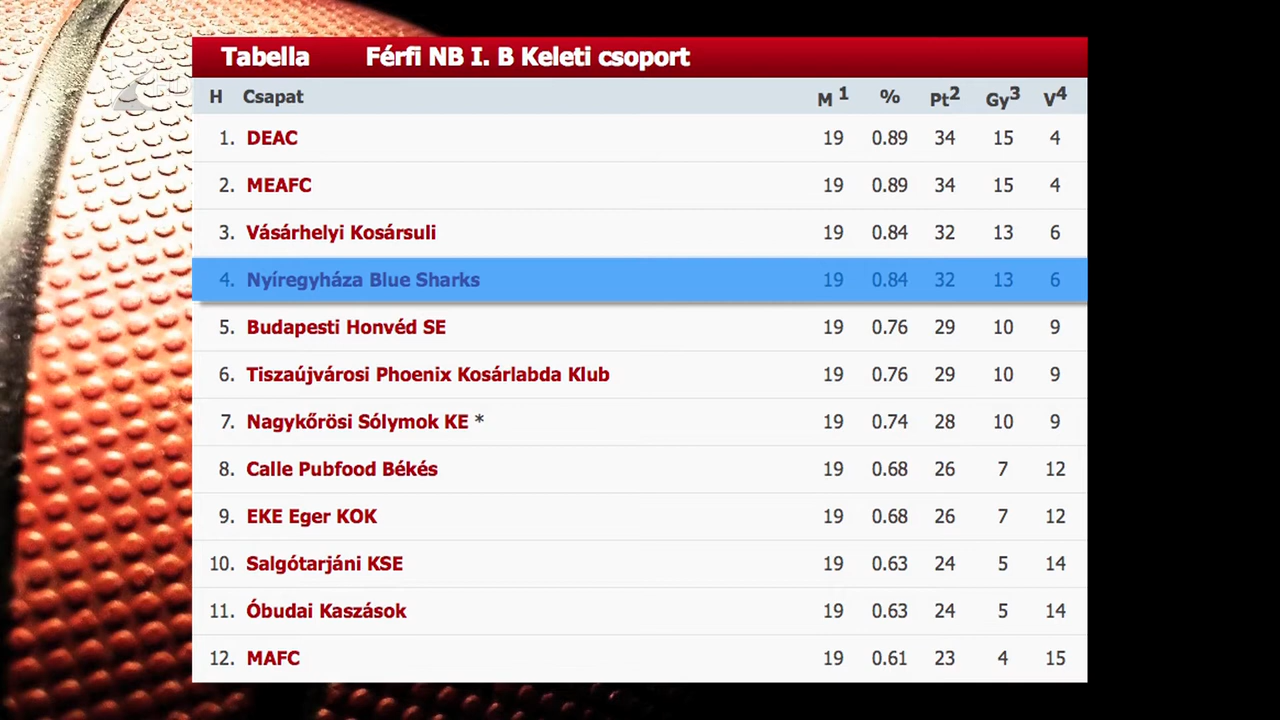 Tabella Férfi NB I. B Keleti csoport
H Csapat M 1 % Pt2 Gy3 V4
1. DEAC 19 0.89 34 15 4
2. MEAFC 19 0.89 34 15 4
3. Vásárhelyi Kosársuli 19 0.84 32 13 6
4. Nyíregyháza Blue Sharks 19 0.84 32 13 6
5. Budapesti Honvéd SE 19 0.76 29 10 9
6. Tiszaújvárosi Phoenix Kosárlabda Klub 19 0.76 29 10 9
7. Nagykőrösi Sólymok KE * 19 0.74 28 10 9
8. Calle Pubfood Békés 19 0.68 26 7 12
9. EKE Eger KOK 19 0.68 26 7 12
10. Salgótarjáni KSE 19 0.63 24 5 14
11. Óbudai Kaszások 19 0.63 24 5 14
12. MAFC 19 0.61 23 4 15